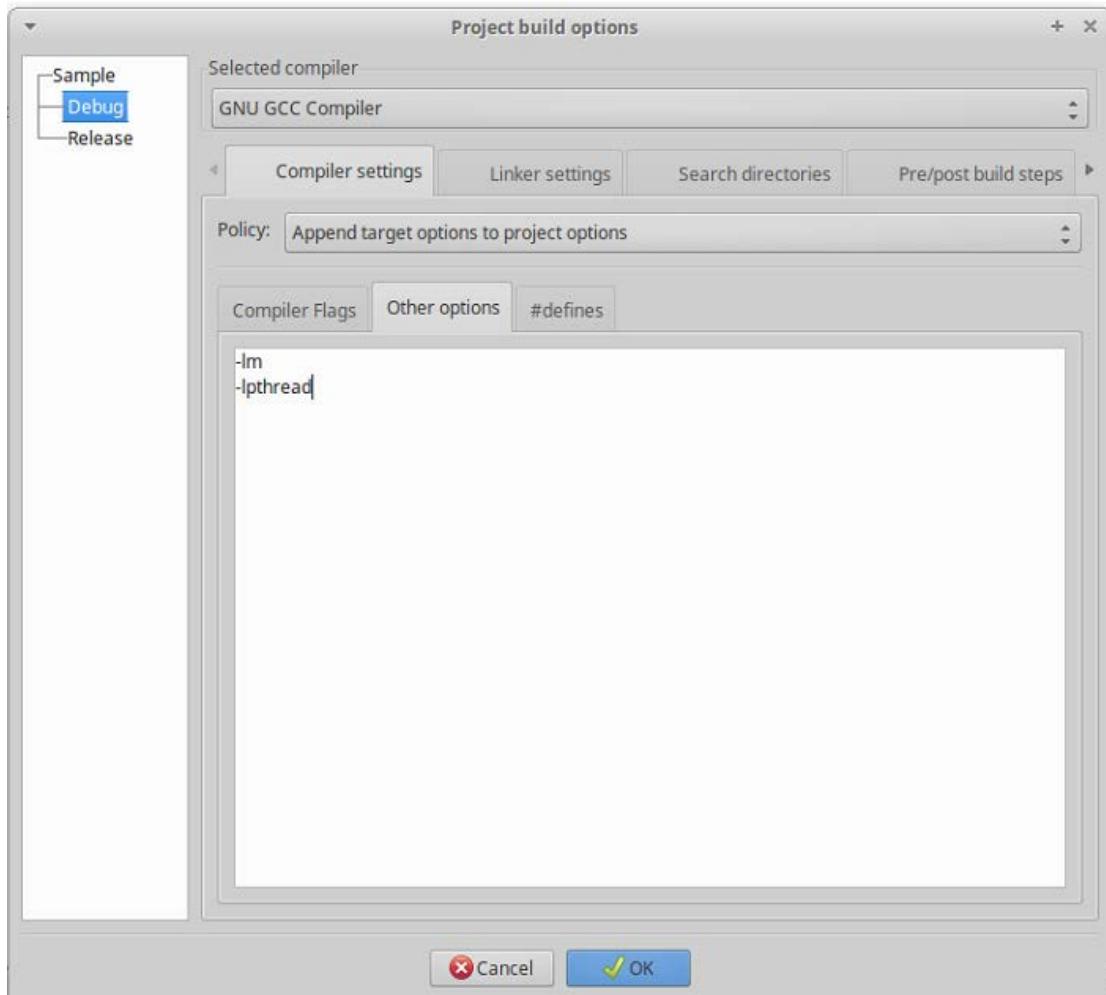 Project build options
Sample
Debug
Release
Selected compiler
GNU GCC Compiler
Compiler settings
Linker settings
Search directories
Pre/post build steps
Policy:
Append target options to project options
Compiler Flags
Other options
#defines
-lm
-lpthread
Cancel
OK